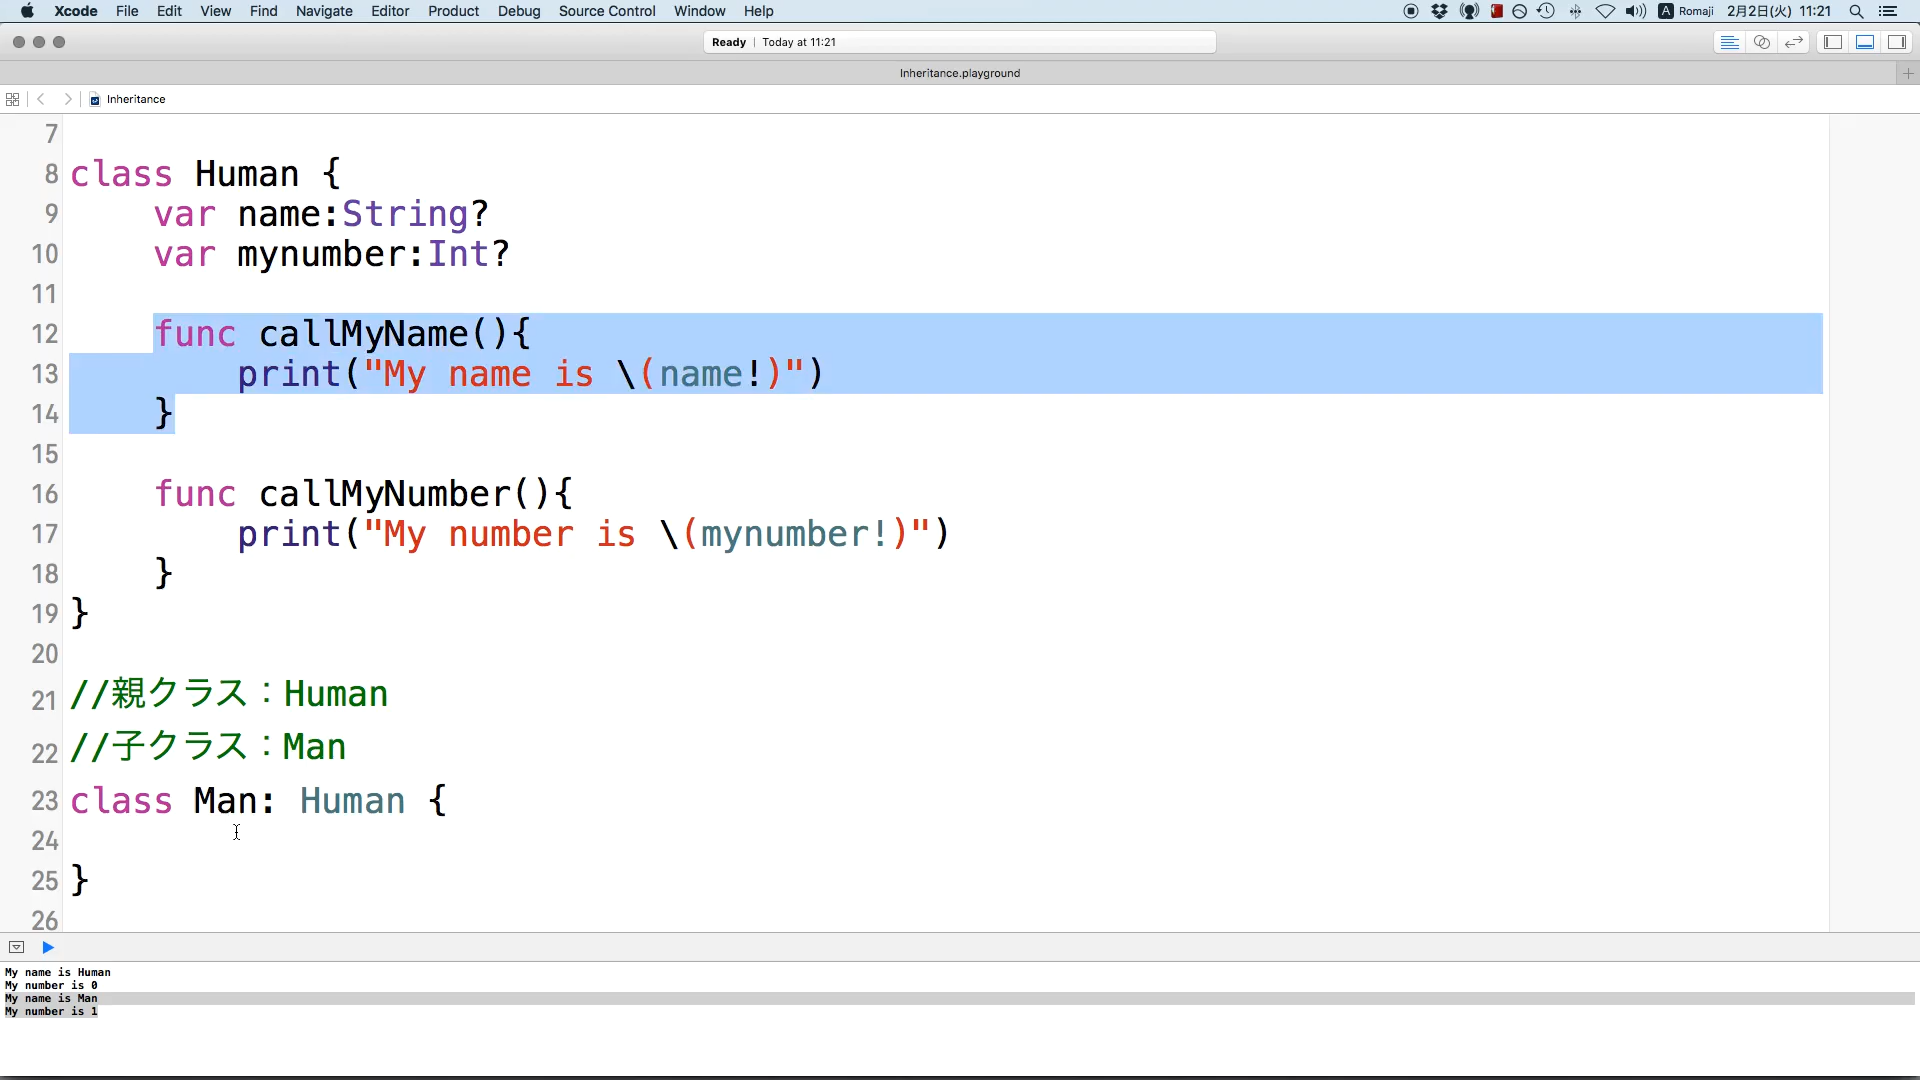 Xcode File Edit View Find Navigate Editor Product Debug Source Control Window Help A Romaji 2月2日(火) 11:21
Ready | Today at 11:21
Inheritance.playground
Inheritance
7
8 class Human {
9 var name:String?
10 var mynumber:Int?
11
12 func callMyName(){
13 print("My name is \(name!)")
14 }
15
16 func callMyNumber(){
17 print("My number is \(mynumber!)")
18 }
19 }
20
21 //親クラス：Human
22 //子クラス：Man
23 class Man: Human {
24
25 }
26
My name is Human
My number is 0
My name is Man
My number is 1